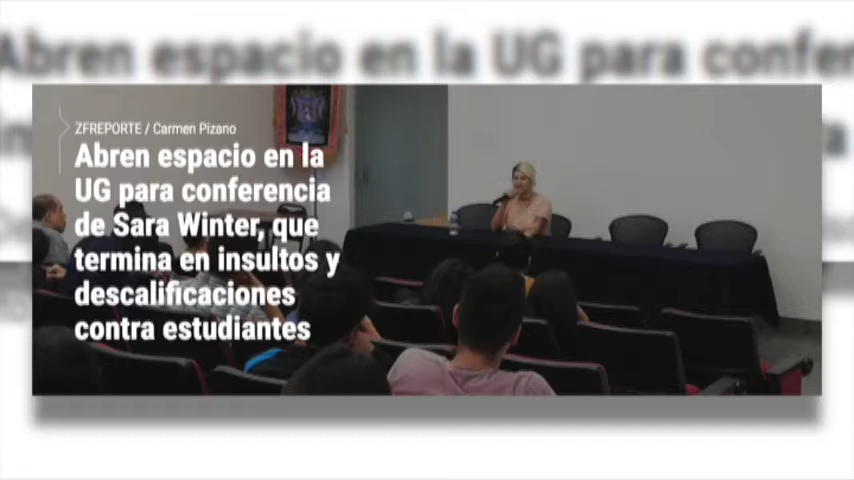 Abren espacio en la UG para confer
ZFREPORTE / Carmen Pizano
Abren espacio en la
UG para conferencia
de Sara Winter, que
termina en insultos y
descalificaciones
contra estudiantes